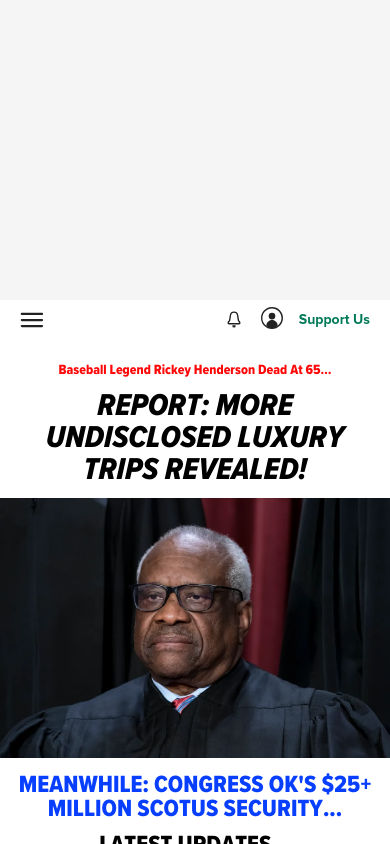 Support Us
Baseball Legend Rickey Henderson Dead At 65...
REPORT: MORE
UNDISCLOSED LUXURY
TRIPS REVEALED!
MEANWHILE: CONGRESS OK'S $25+
MILLION SCOTUS SECURITY...
LATEST UPDATES